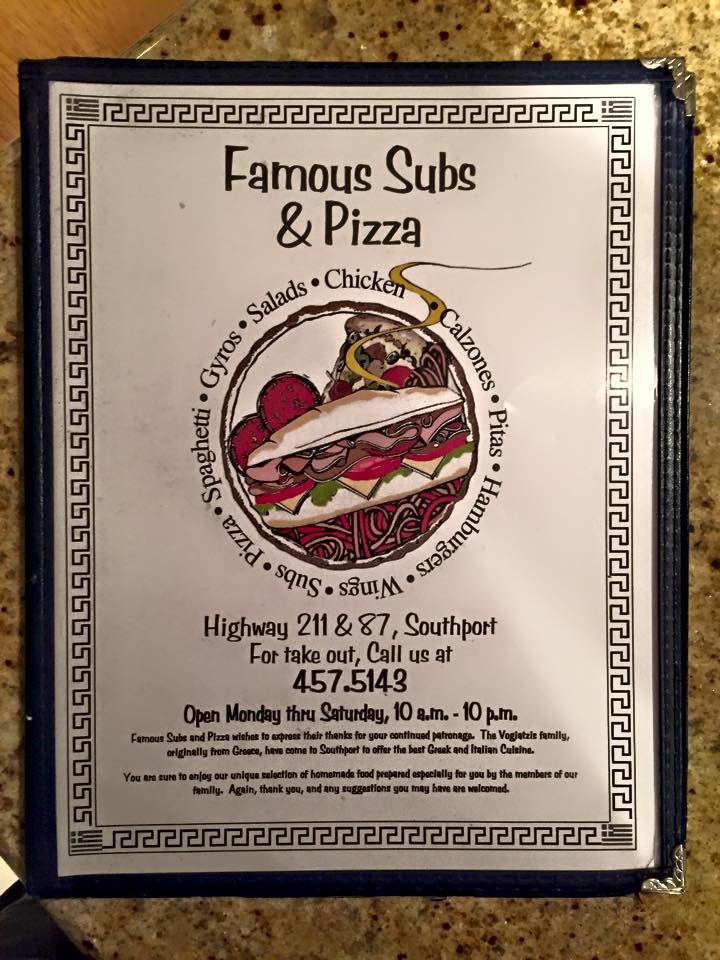 Famous Subs
& Pizza
Pizza • Spaghetti • Gyros • Salads • Chicken • Calzones • Pitas • Hamburgers • Wings • Subs •
Highway 211 & 87, Southport
For take out, Call us at
457.5143
Open Monday thru Saturday, 10 a.m. - 10 p.m.
Famous Subs and Pizza wishes to express their thanks for your continued patronage. The Vogiatzis family,
originally from Greece, have come to Southport to offer the best Greek and Italian Cuisine.
You are sure to enjoy our unique selection of homemade food prepared especially for you by the members of our
family. Again, thank you, and any suggestions you may have are welcomed.